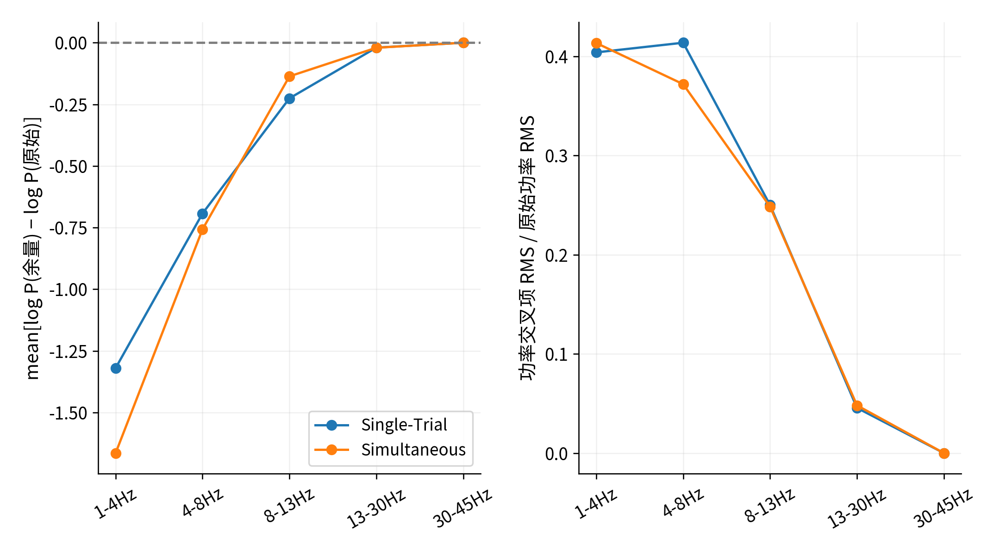 mean[log P(余量) − log P(原始)]
0.00
-0.25
-0.50
-0.75
-1.00
-1.25
-1.50
1-4Hz
4-8Hz
8-13Hz
13-30Hz
30-45Hz
Single-Trial
Simultaneous
功率交叉项 RMS / 原始功率 RMS
0.4
0.3
0.2
0.1
0.0
1-4Hz
4-8Hz
8-13Hz
13-30Hz
30-45Hz